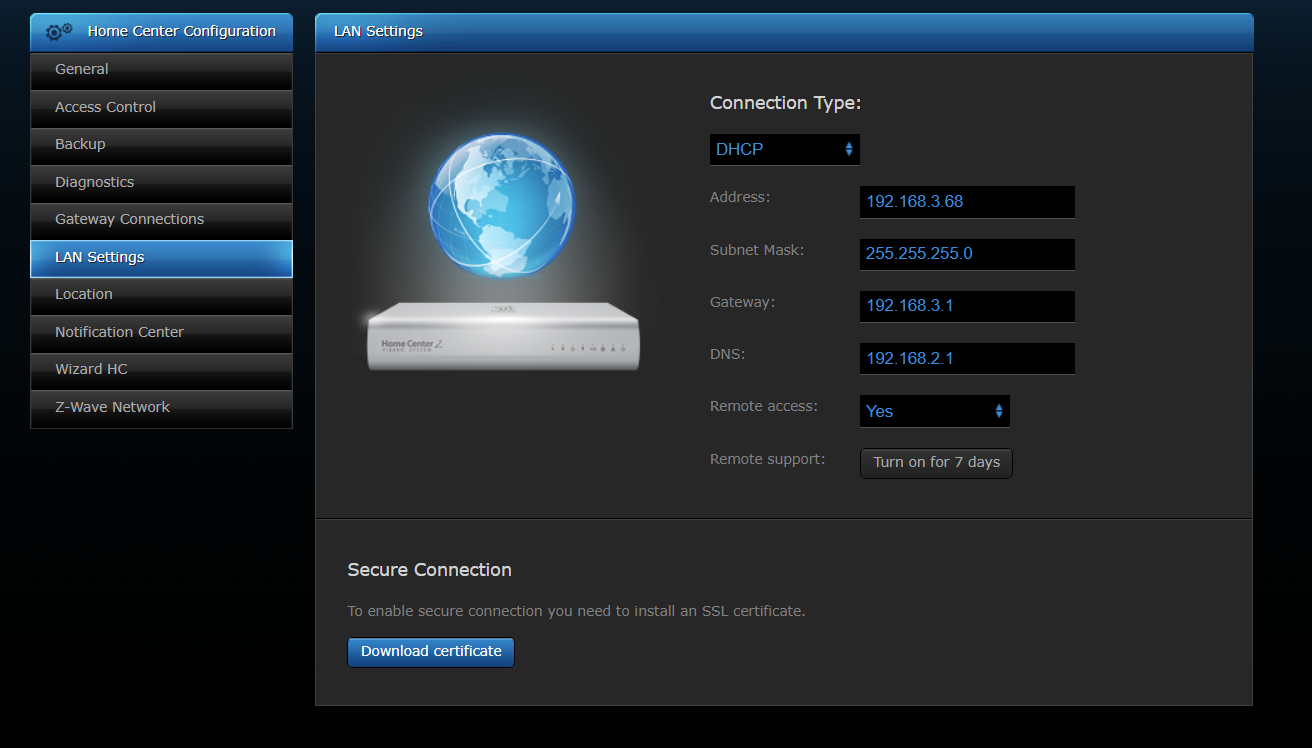 Home Center Configuration
General
Access Control
Backup
Diagnostics
Gateway Connections
LAN Settings
Location
Notification Center
Wizard HC
Z-Wave Network
LAN Settings
Home Center 2
FIBARO SYSTEM
Connection Type:
DHCP
Address: 192.168.3.68
Subnet Mask: 255.255.255.0
Gateway: 192.168.3.1
DNS: 192.168.2.1
Remote access: Yes
Remote support: Turn on for 7 days
Secure Connection
To enable secure connection you need to install an SSL certificate.
Download certificate